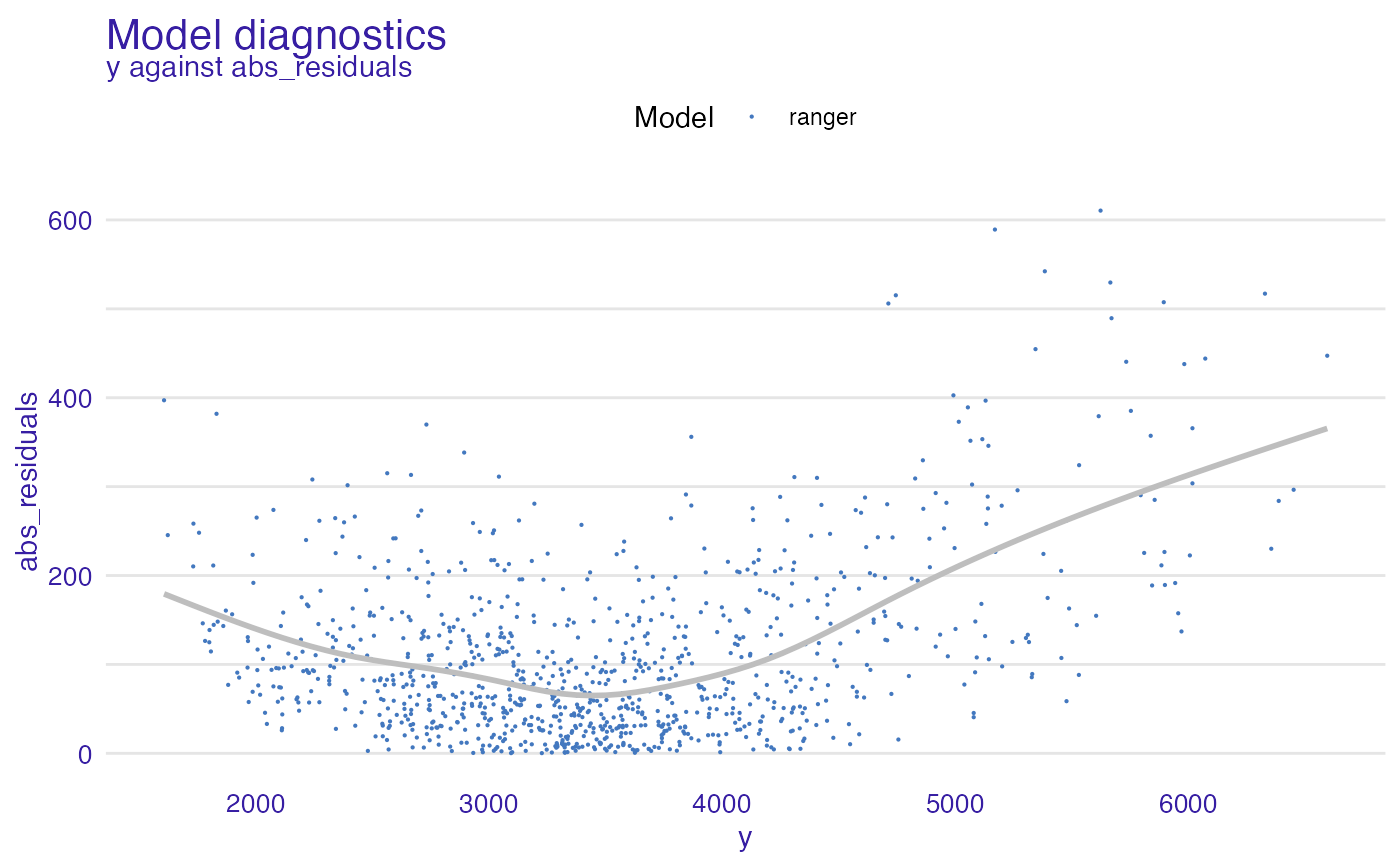 Model diagnostics
y against abs_residuals
Model ranger
600
400
200
0
abs_residuals
2000 3000 4000 5000 6000
y